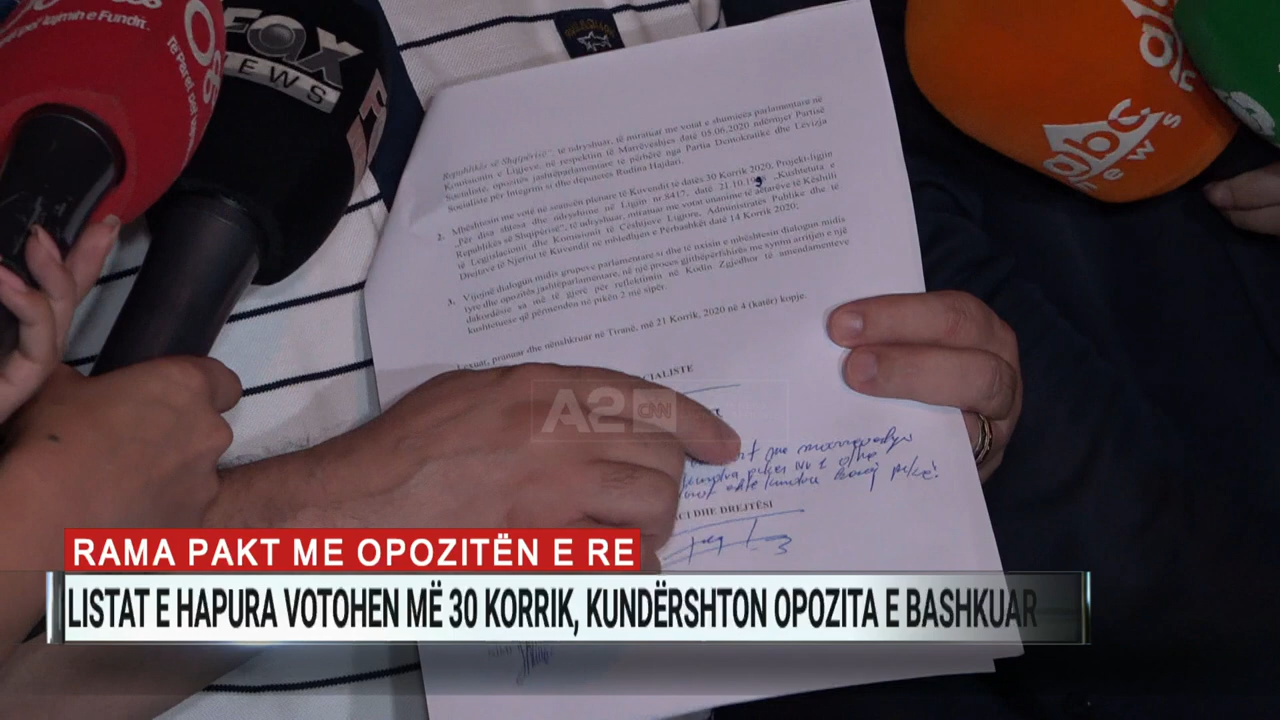 FAX
NEWS
abc
news
Republikës së Shqipërisë", të ndryshuar, të miratuar me votat e shumicës parlamentare në
Komisionin e Ligjeve, në respektim të Marrëveshjes datë 05.06.2020 ndërmjet Partisë
Socialiste, opozitës jashtëparlamentare të përbërë nga Partia Demokratike dhe Lëvizja
Socialiste për Integrim si dhe deputetes Rudina Hajdari.
2. Mbështesin me votë në seancën plenare të Kuvendit të datës 30 Korrik 2020, Projekt-ligjin
„Për disa shtesa dhe ndryshime në Ligjin nr.8417, datë 21.10.199 „Kushtetuta e
Republikës së Shqipërisë", të ndryshuar, miratuar me votat unanime të anëtarëve të Këshilli
të Legjislacionit dhe Komisionit të Çështjeve Ligjore, Administratës Publike dhe të
Drejtave të Njeriut të Kuvendit në mbledhjen e Përbashkët datë 14 Korrik 2020;
3. Vijojnë dialogun midis grupeve parlamentare si dhe të nxisin e mbështesin dialogun midis
tyre dhe opozitës jashtëparlamentare, në një proces gjithëpërfshirës me synim arritjen e një
dakordësie sa më të gjerë për reflektimin në Kodin Zgjedhor të amendamenteve
kushtetuese që përmenden në pikën 2 më sipër.
Lexuar, pranuar dhe nënshkruar në Tiranë, më 21 Korrik, 2020 në 4 (katër) kopje.
A2 CNN
DHE DREJTËSI
RAMA PAKT ME OPOZITËN E RE
LISTAT E HAPURA VOTOHEN MË 30 KORRIK, KUNDËRSHTON OPOZITA E BASHKUAR